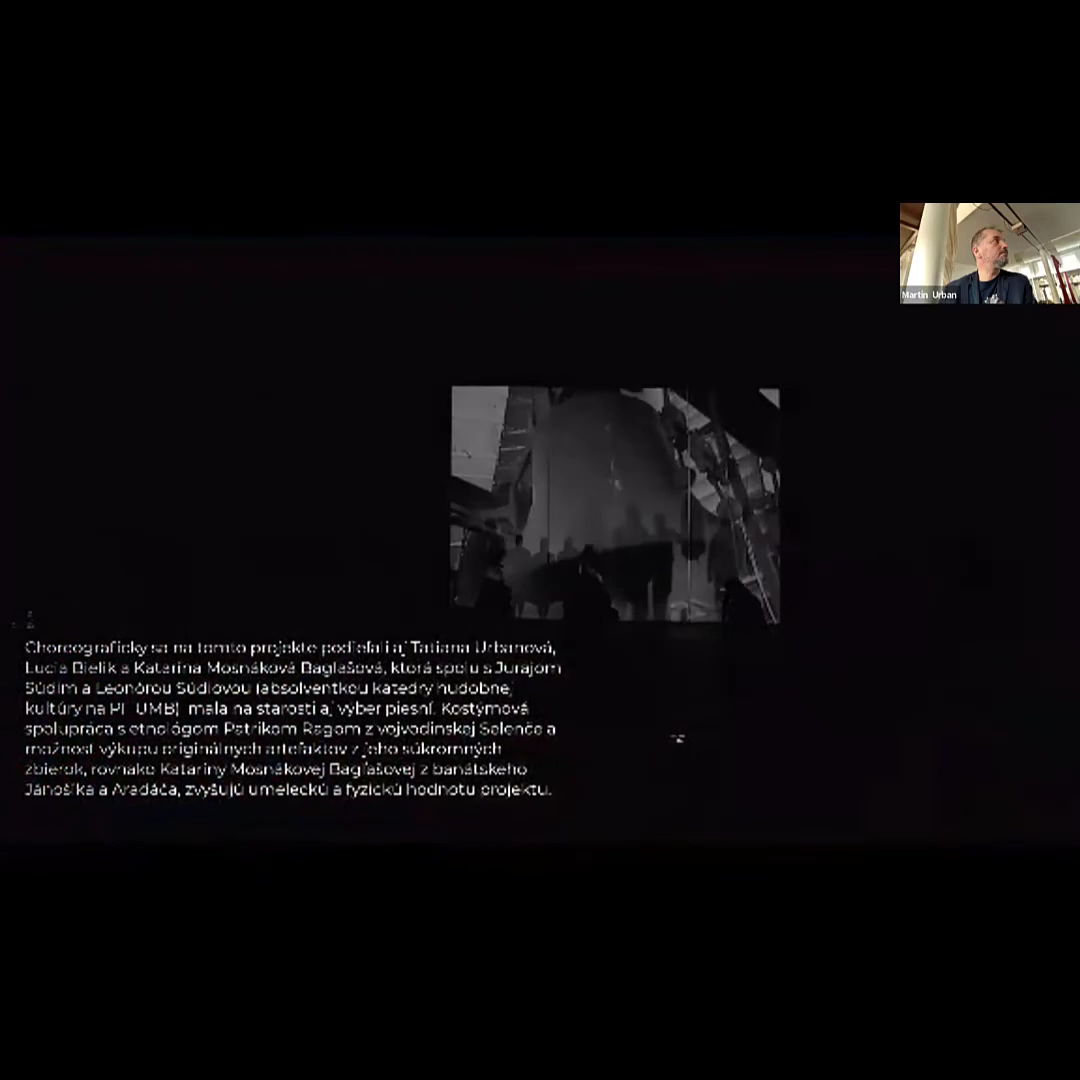 Martin Urban
Choreograficky sa na tomto projekte podieľali aj Tatiana Urbanová,
Lucia Bielik a Katarína Mosnáková Bagľašová, ktorá spolu s Jurajom
Súdim a Leonórou Súdiovou (absolventkou katedry hudobnej
kultúry na PF UMB) mala na starosti aj výber piesní. Kostýmová
spolupráca s etnológom Patrikom Ragom z vojvodinskej Selenče a
možnosť výkupu originálnych artefaktov z jeho súkromných
zbierok, rovnako Kataríny Mosnákovej Bagľašovej z banátskeho
Jánošíka a Aradáča, zvyšujú umeleckú a fyzickú hodnotu projektu.